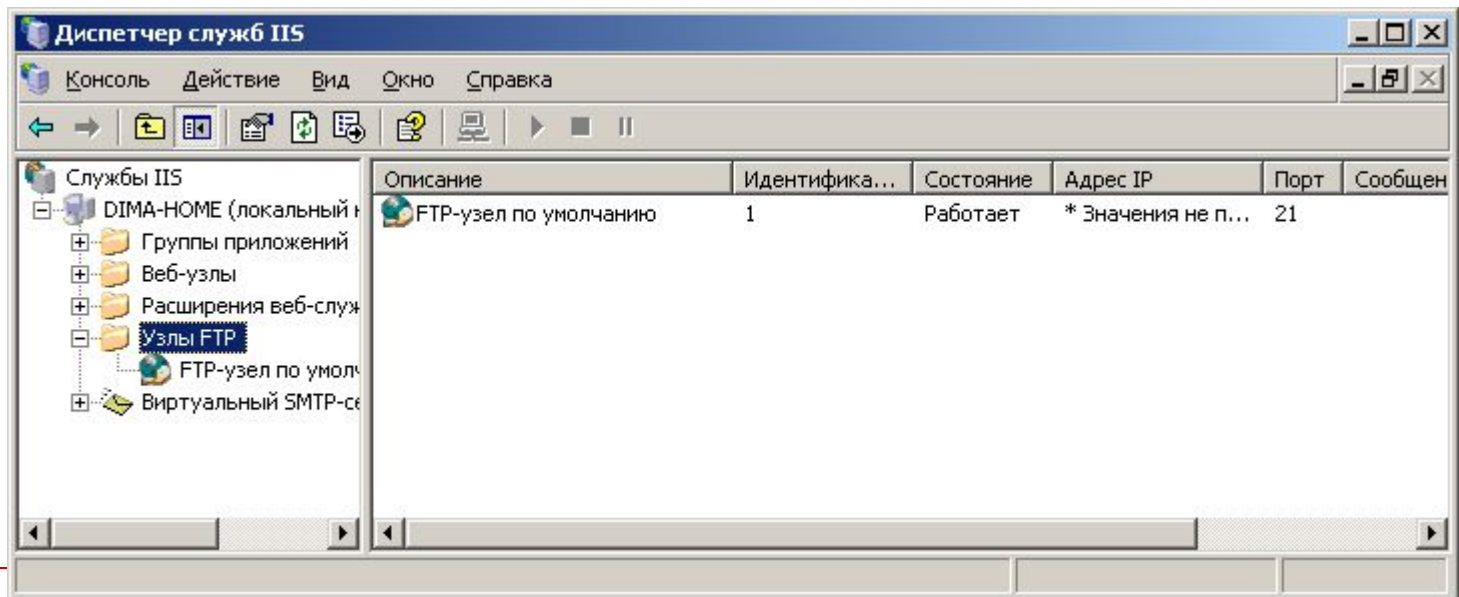 Диспетчер служб IIS
Консоль Действие Вид Окно Справка
Службы IIS
DIMA-HOME (локальный
Группы приложений
Веб-узлы
Расширения веб-служ
Узлы FTP
FTP-узел по умолч
Виртуальный SMTP-се
Описание Идентифика... Состояние Адрес IP Порт Сообщен
FTP-узел по умолчанию 1 Работает * Значения не п... 21